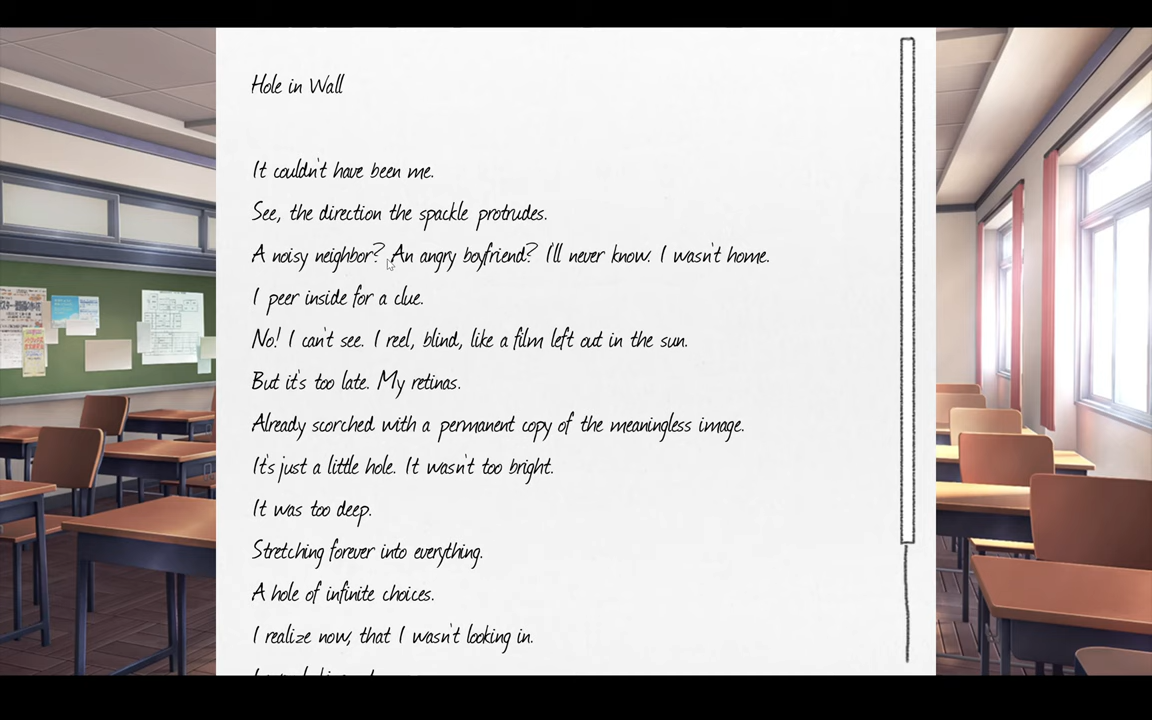 Hole in Wall
It couldn't have been me.
See, the direction the spackle protrudes.
A noisy neighbor? An angry boyfriend? I'll never know. I wasn't home.
I peer inside for a clue.
No! I can't see. I reel, blind, like a film left out in the sun.
But it's too late. My retinas.
Already scorched with a permanent copy of the meaningless image.
It's just a little hole. It wasn't too bright.
It was too deep.
Stretching forever into everything.
A hole of infinite choices.
I realize now, that I wasn't looking in.